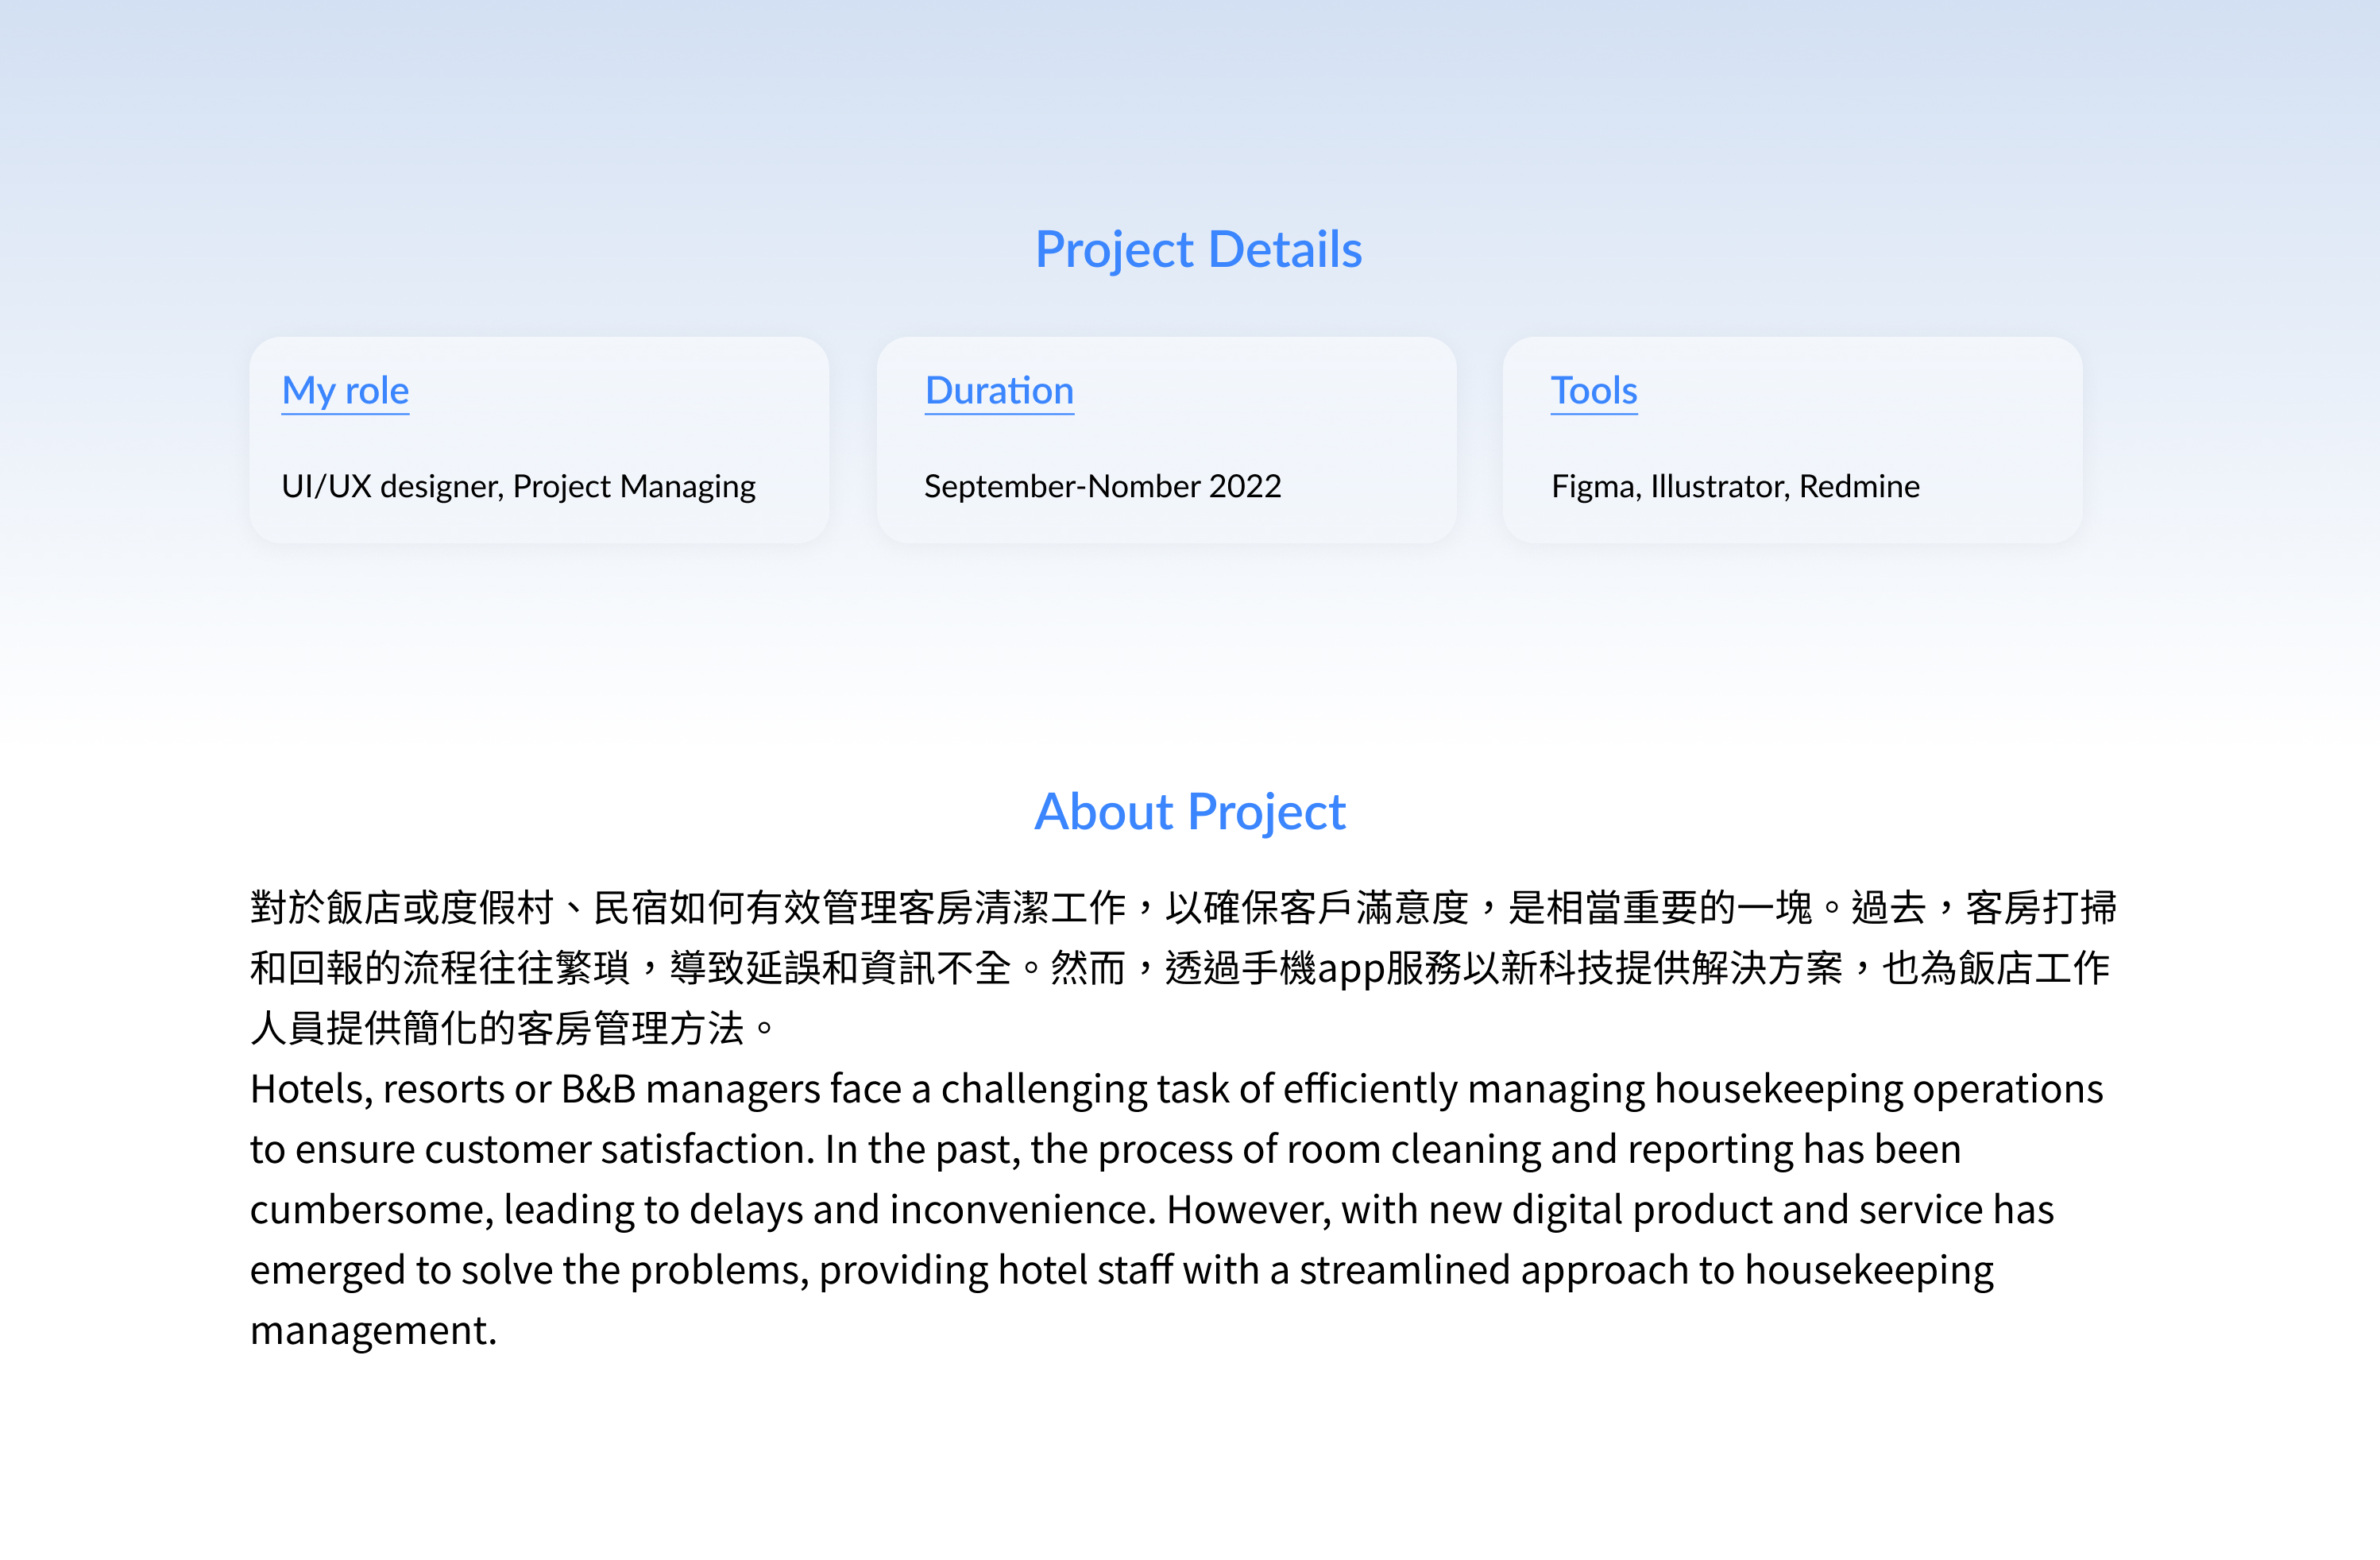 Project Details
My role
UI/UX designer, Project Managing
Duration
September-Nomber 2022
Tools
Figma, Illustrator, Redmine
About Project
對於飯店或度假村、民宿如何有效管理客房清潔工作，以確保客戶滿意度，是相當重要的一塊。過去，客房打掃
和回報的流程往往繁瑣，導致延誤和資訊不全。然而，透過手機app服務以新科技提供解決方案，也為飯店工作
人員提供簡化的客房管理方法。
Hotels, resorts or B&B managers face a challenging task of efficiently managing housekeeping operations
to ensure customer satisfaction. In the past, the process of room cleaning and reporting has been
cumbersome, leading to delays and inconvenience. However, with new digital product and service has
emerged to solve the problems, providing hotel staff with a streamlined approach to housekeeping
management.